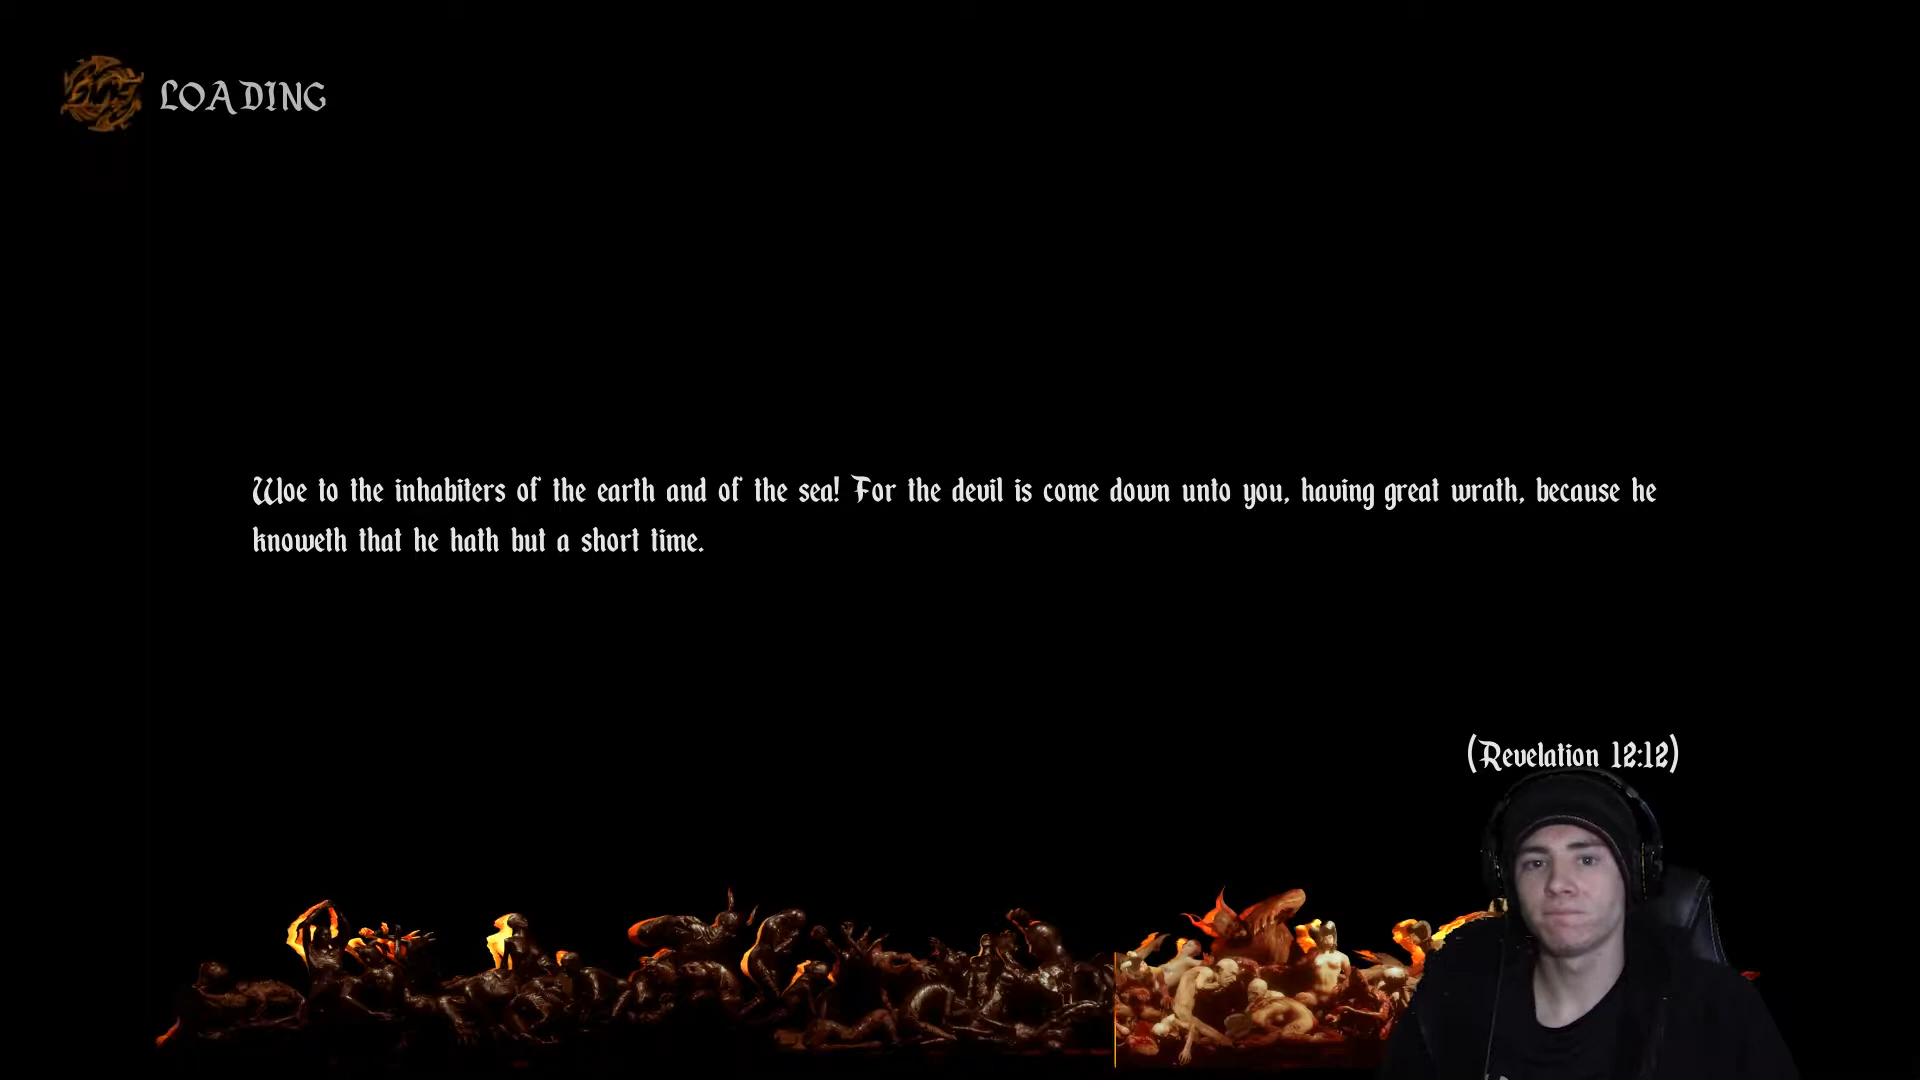 LOADING
Woe to the inhabiters of the earth and of the sea! For the devil is come down unto you, having great wrath, because he
knoweth that he hath but a short time.
(Revelation 12:12)